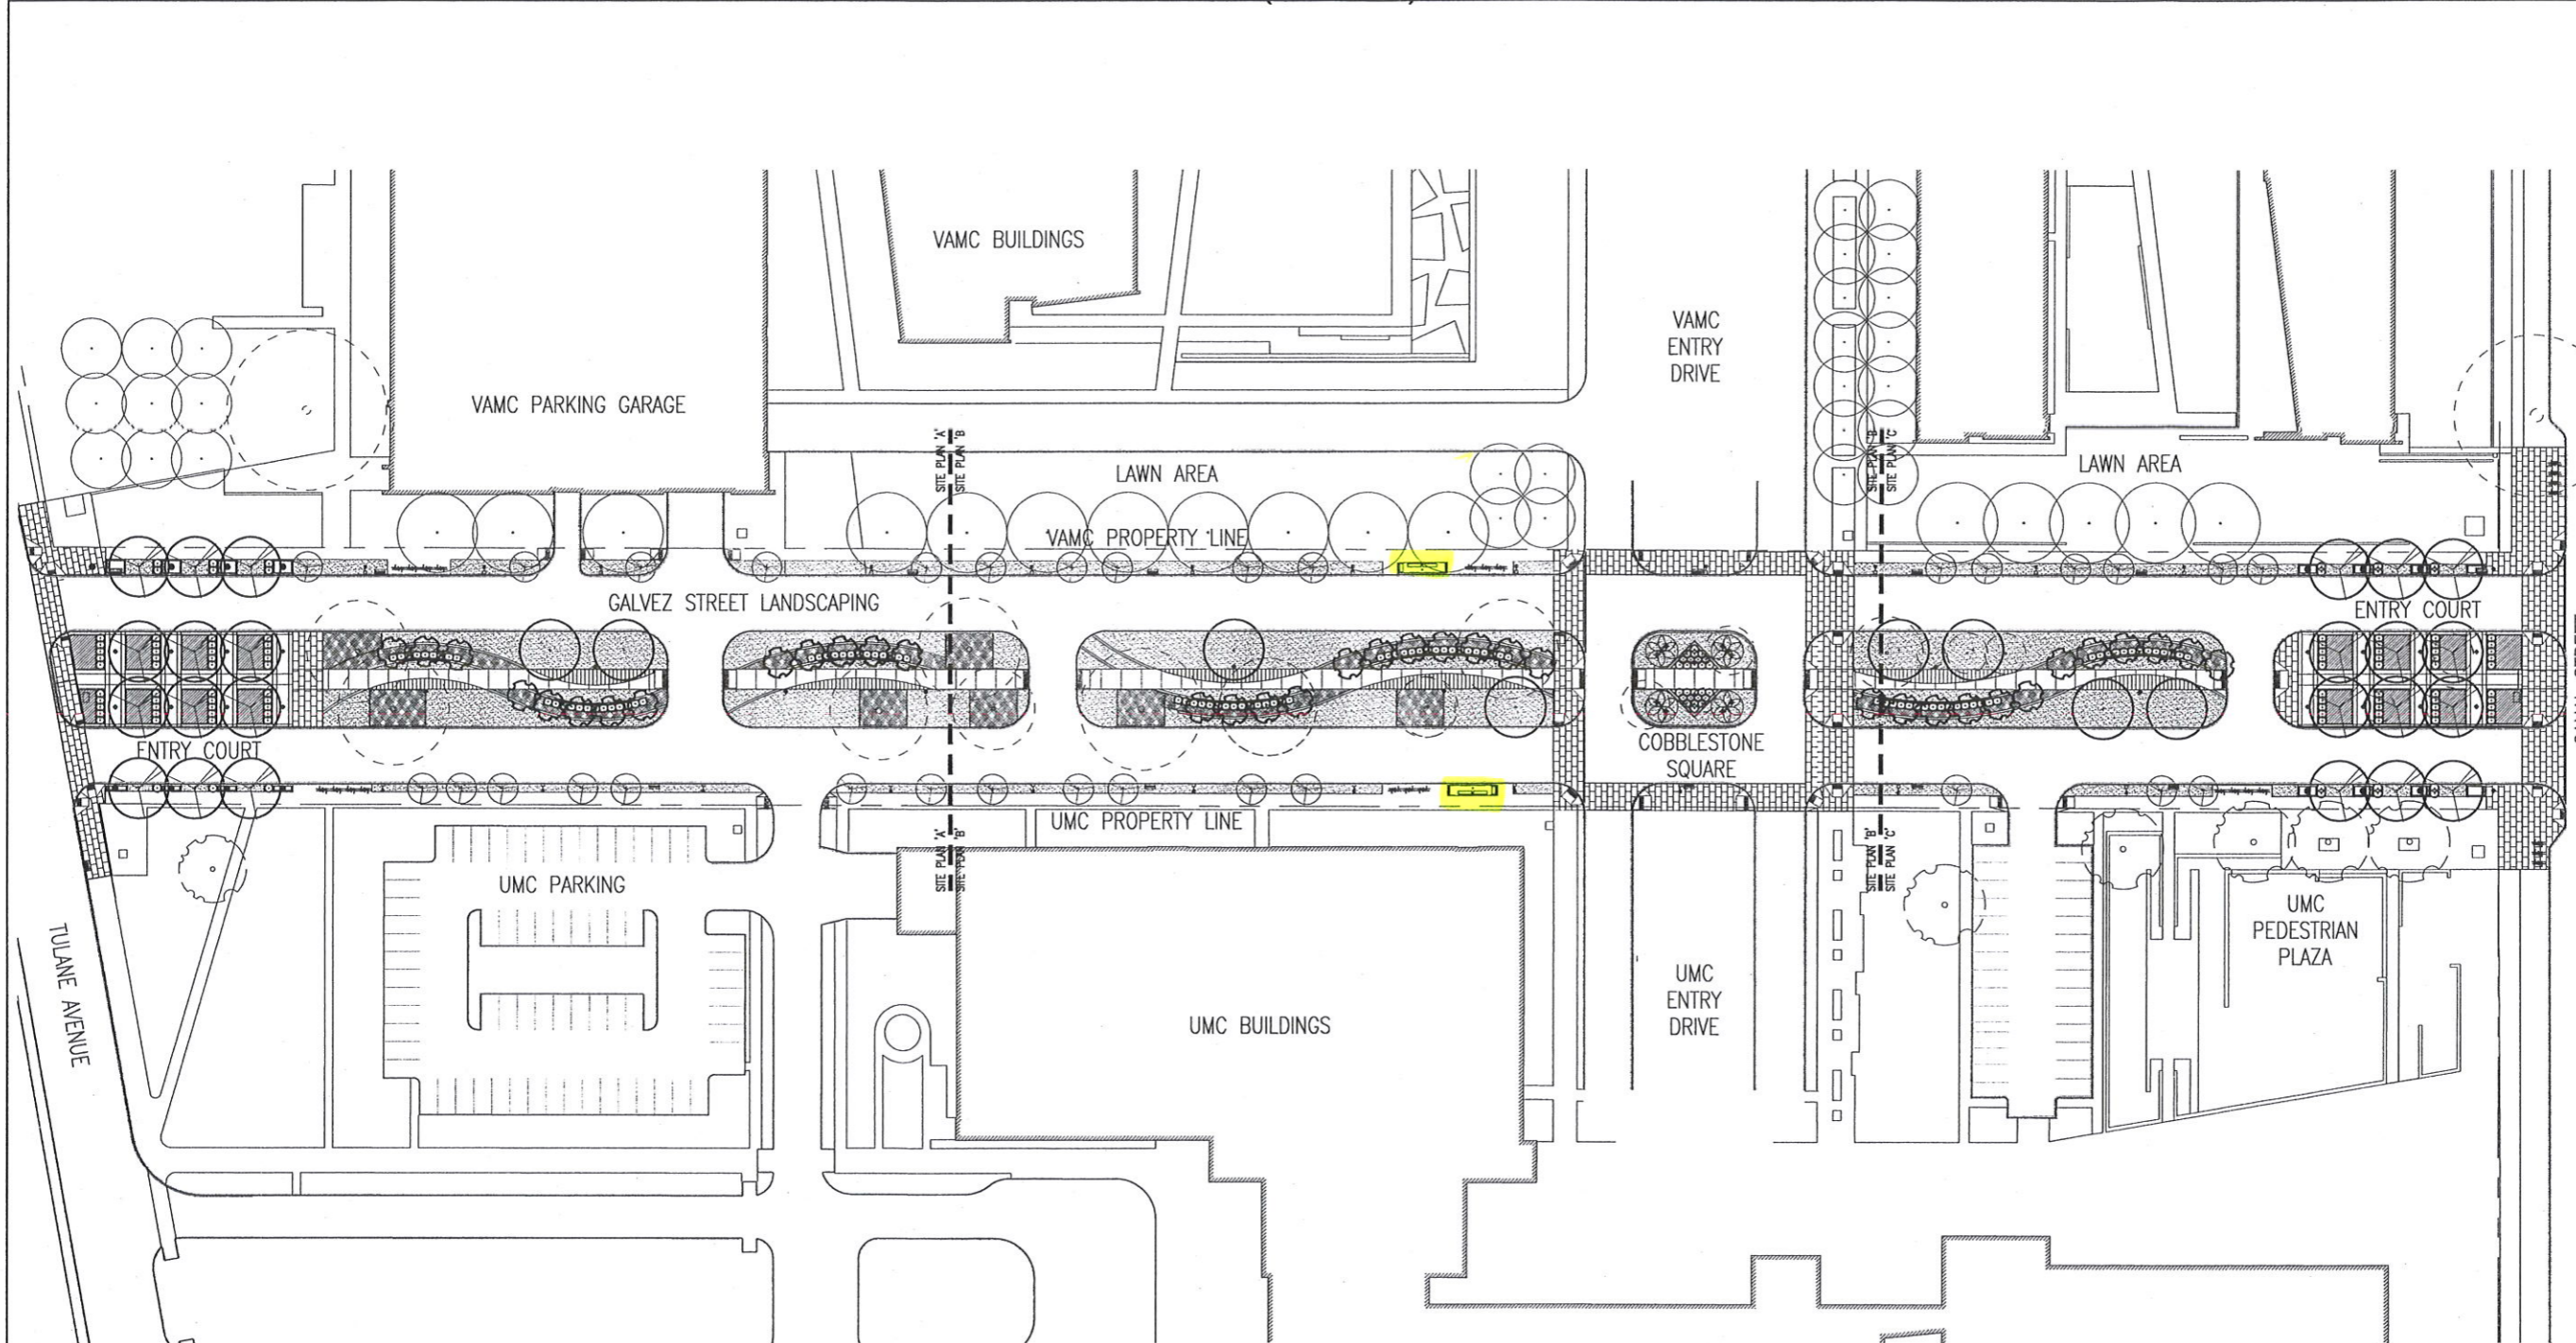 VAMC BUILDINGS
VAMC
ENTRY
DRIVE
VAMC PARKING GARAGE
SITE PLAN 'A'
SITE PLAN 'B'
LAWN AREA
SITE PLAN 'B'
SITE PLAN 'C'
LAWN AREA
VAMC PROPERTY LINE
GALVEZ STREET LANDSCAPING
ENTRY COURT
ENTRY COURT
COBBLESTONE
SQUARE
UMC PROPERTY LINE
SITE PLAN 'A'
SITE PLAN 'B'
SITE PLAN 'B'
SITE PLAN 'C'
UMC PARKING
TULANE AVENUE
UMC
PEDESTRIAN
PLAZA
UMC
ENTRY
DRIVE
UMC BUILDINGS